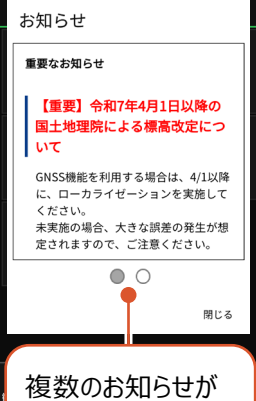 お知らせ
重要なお知らせ
【重要】令和7年4月1日以降の
国土地理院による標高改定につ
いて
GNSS機能を利用する場合は、4/1以降
に、ローカライゼーションを実施して
ください。
未実施の場合、大きな誤差の発生が想
定されますので、ご注意ください。
閉じる
複数のお知らせが